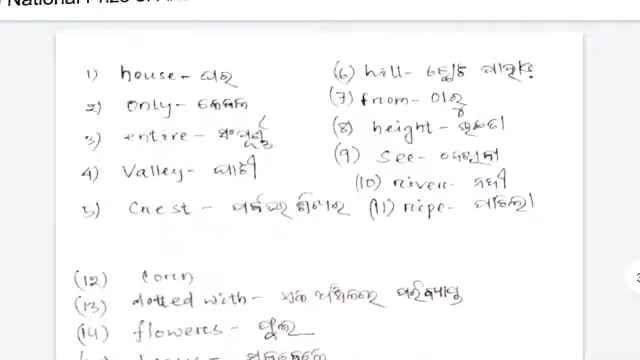 1) house - ଘର
2) only - କେବଳ
3) entire - ସଂପୂର୍ଣ୍ଣ
4) Valley - ଘାଟୀ
5) Crest - ପର୍ବତର ଶିଖର
(6) hill - ଛୋଟ ପାହାଡ଼
(7) from - ଠାରୁ
(8) height - ଉଚ୍ଚତା
(9) see - ଦେଖିବା
(10) river - ନଦୀ
(11) ripe - ପାଚିଲା
(12) corn
(13) dotted with -
(14) flowers - ଫୁଲ